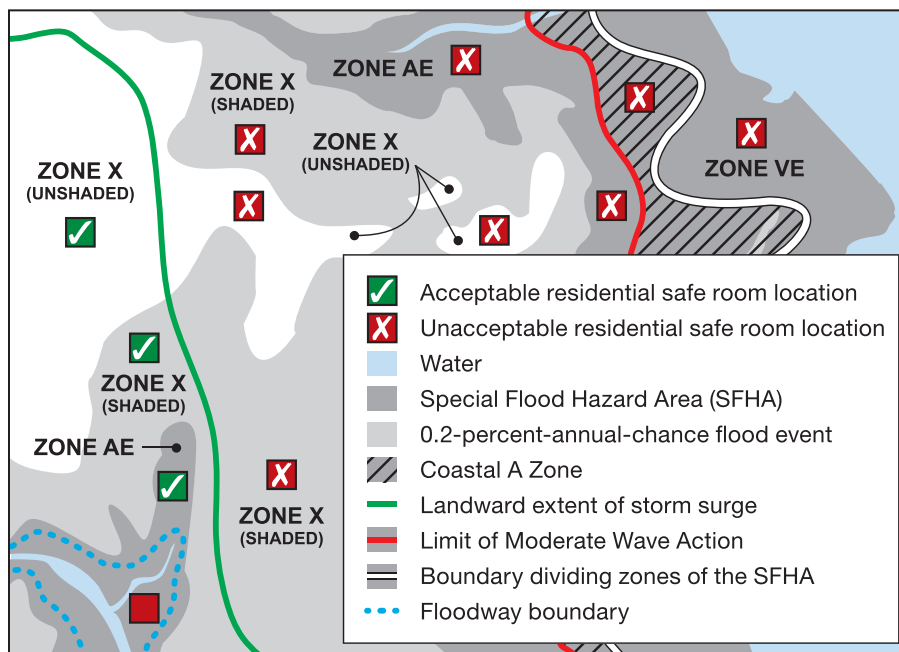 ZONE AE
ZONE X
(SHADED)
ZONE X
(UNSHADED)
ZONE VE
ZONE X
(UNSHADED)
Acceptable residential safe room location
Unacceptable residential safe room location
Water
Special Flood Hazard Area (SFHA)
0.2-percent-annual-chance flood event
Coastal A Zone
Landward extent of storm surge
Limit of Moderate Wave Action
Boundary dividing zones of the SFHA
Floodway boundary
ZONE X
(SHADED)
ZONE AE
ZONE X
(SHADED)